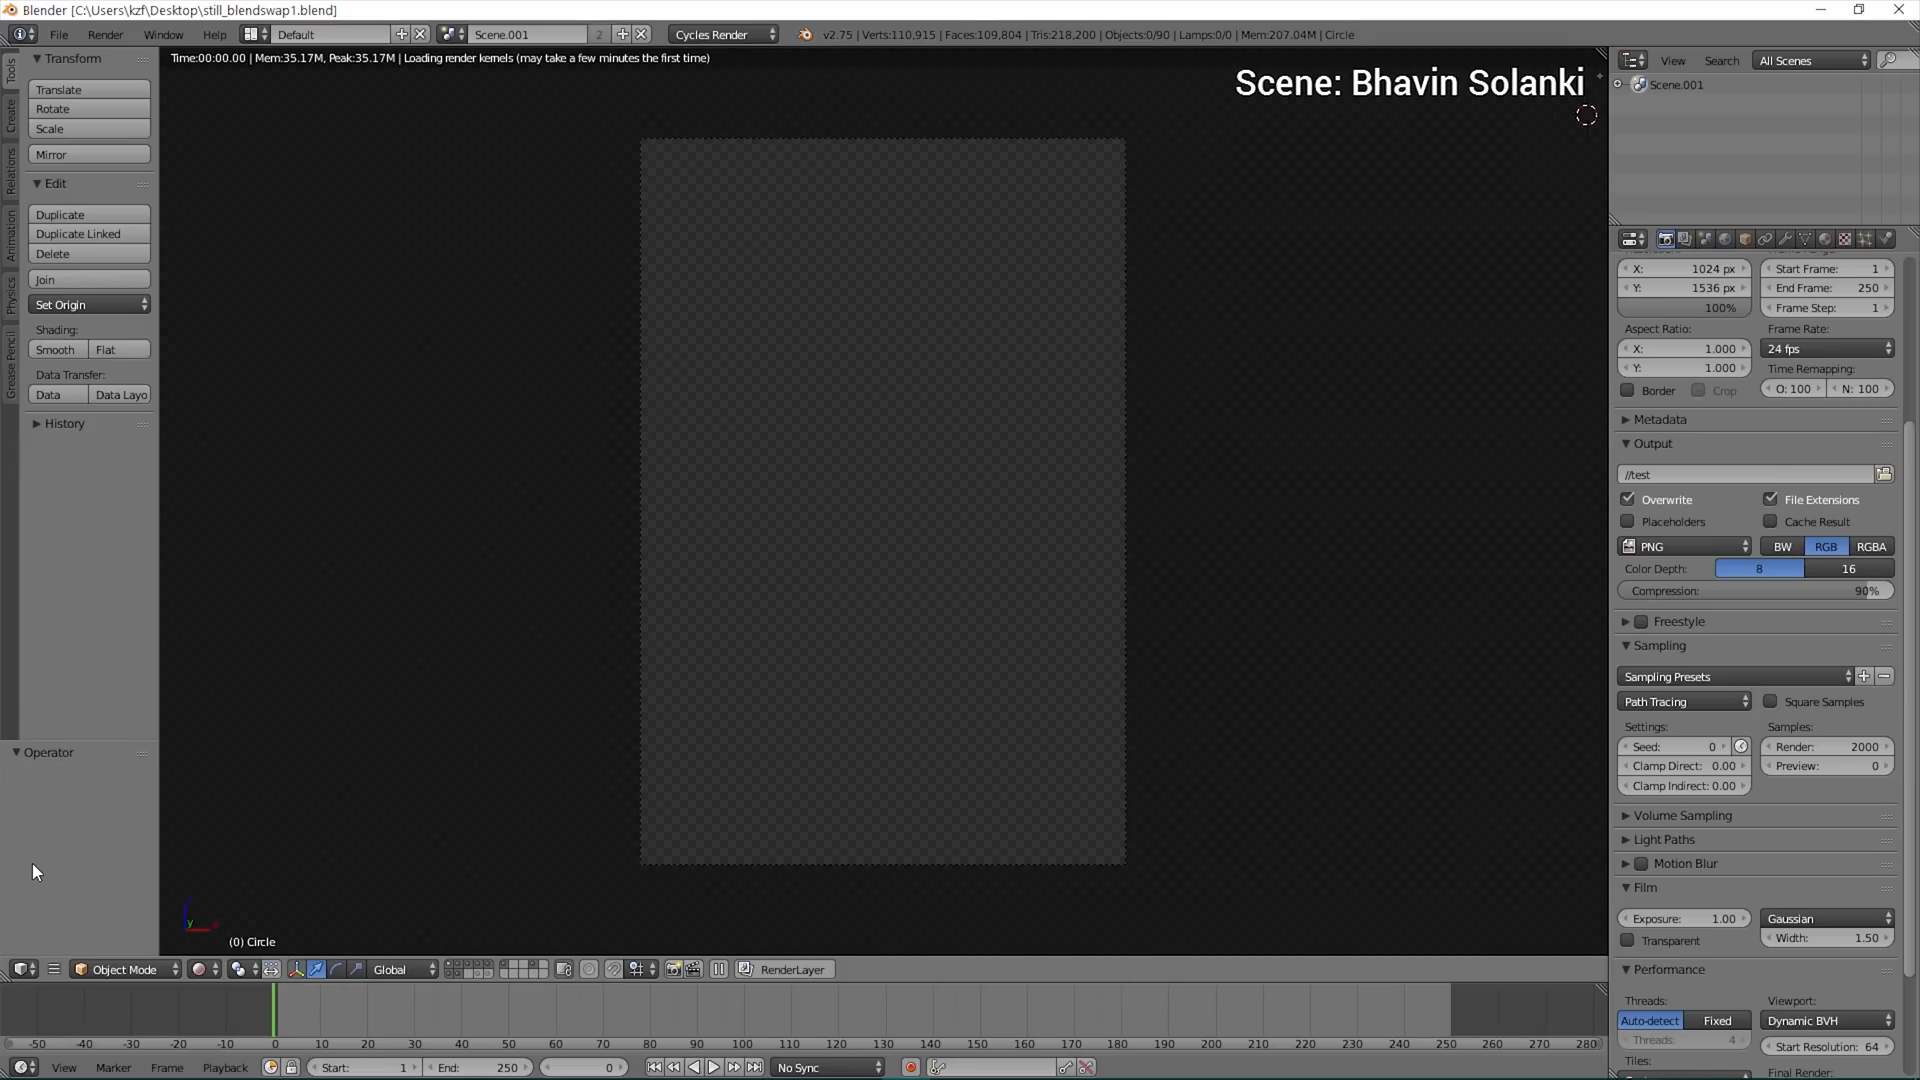 Blender [C:\Users\kzf\Desktop\still_blendswap1.blend]
File Render Window Help Default Scene.001 2 Cycles Render v2.75 | Verts:110,915 | Faces:109,804 | Tris:218,200 | Objects:0/90 | Lamps:0/0 | Mem:207.04M | Circle
Time:00:00.00 | Mem:35.17M, Peak:35.17M | Loading render kernels (may take a few minutes the first time)
Scene: Bhavin Solanki
Tools
Create
Relations
Animation
Physics
Grease Pencil
Transform
Translate
Rotate
Scale
Mirror
Edit
Duplicate
Duplicate Linked
Delete
Join
Set Origin
Shading:
Smooth Flat
Data Transfer:
Data Data Layo
History
Operator
y
(0) Circle
Object Mode Global RenderLayer
-50 -40 -30 -20 -10 0 10 20 30 40 50 60 70 80 90 100 110 120 130 140 150 160 170 180 190 200 210 220 230 240 250 260 270 280
View Marker Frame Playback Start: 1 End: 250 0 No Sync
View Search All Scenes
Scene.001
X: 1024 px Start Frame: 1
Y: 1536 px End Frame: 250
100% Frame Step: 1
Aspect Ratio: Frame Rate:
X: 1.000 24 fps
Y: 1.000 Time Remapping:
Border Crop O: 100 N: 100
Metadata
Output
//test
Overwrite File Extensions
Placeholders Cache Result
PNG BW RGB RGBA
Color Depth: 8 16
Compression: 90%
Freestyle
Sampling
Sampling Presets
Path Tracing Square Samples
Settings: Samples:
Seed: 0 Render: 2000
Clamp Direct: 0.00 Preview: 0
Clamp Indirect: 0.00
Volume Sampling
Light Paths
Motion Blur
Film
Exposure: 1.00 Gaussian
Transparent Width: 1.50
Performance
Threads: Viewport:
Auto-detect Fixed Dynamic BVH
Threads: 4 Start Resolution: 64
Tiles: Final Render: